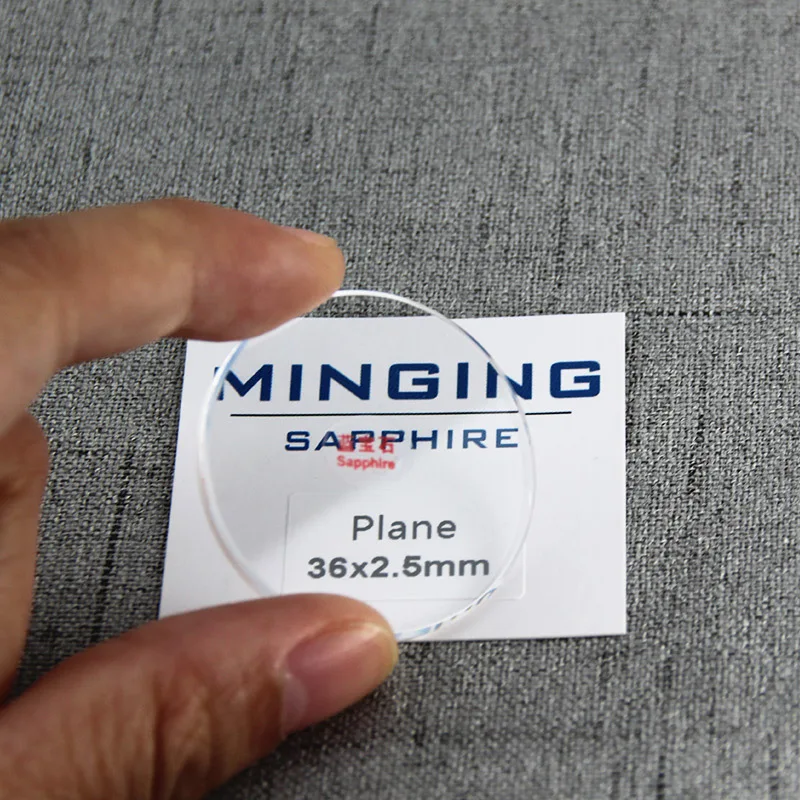 MINGING
SAPPHIRE
蓝宝石
Sapphire
Plane
36x2.5mm